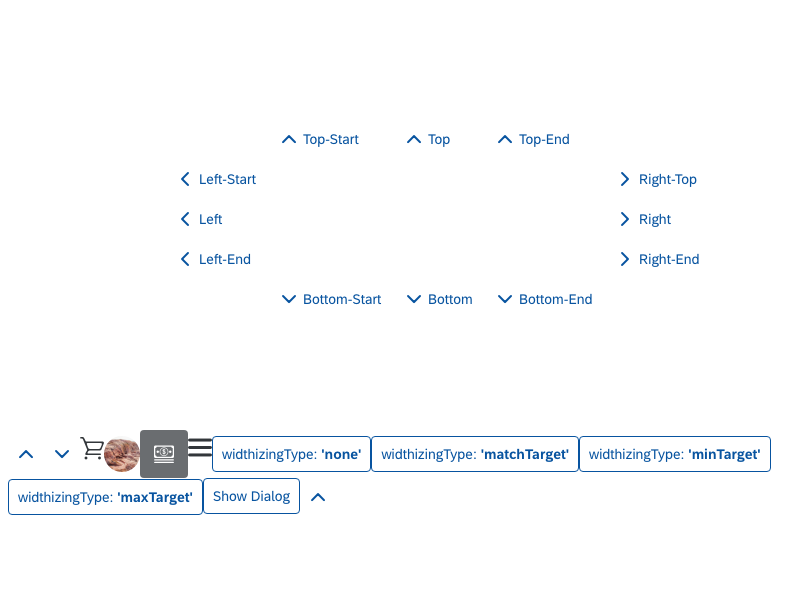 Top-Start Top Top-End
Left-Start Right-Top
Left Right
Left-End Right-End
Bottom-Start Bottom Bottom-End
widthizingType: 'none' widthizingType: 'matchTarget' widthizingType: 'minTarget'
widthizingType: 'maxTarget' Show Dialog